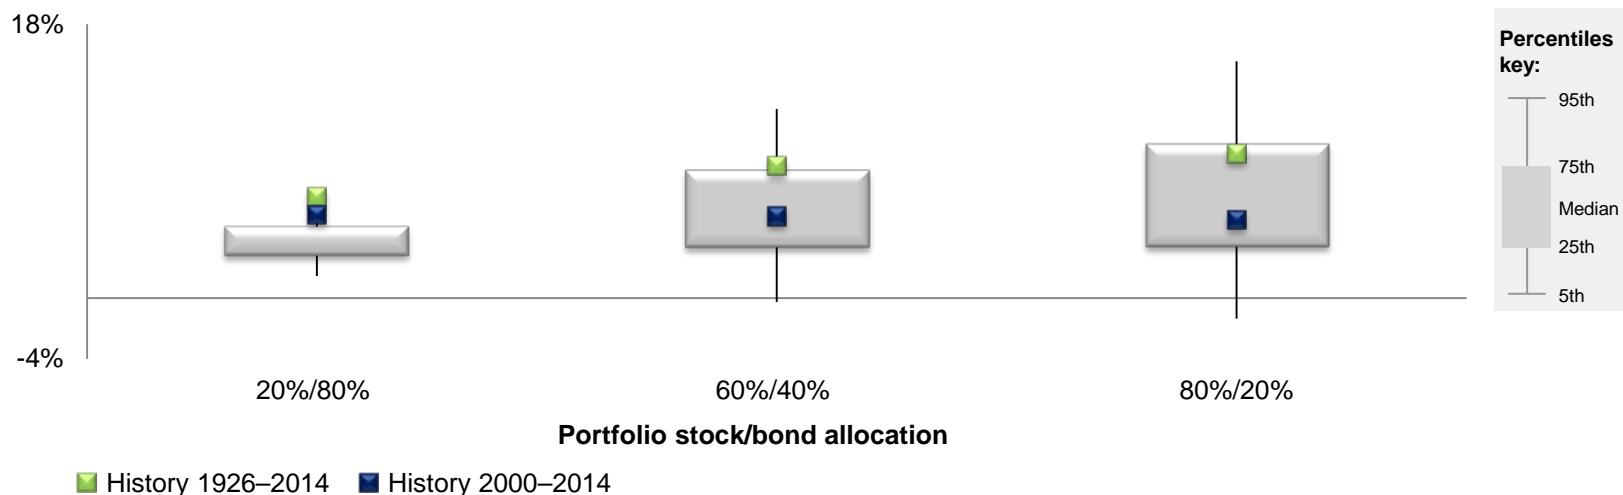 18%
-4%
20%/80%
60%/40%
80%/20%
Portfolio stock/bond allocation
History 1926–2014
History 2000–2014
Percentiles
key:
95th
75th
Median
25th
5th